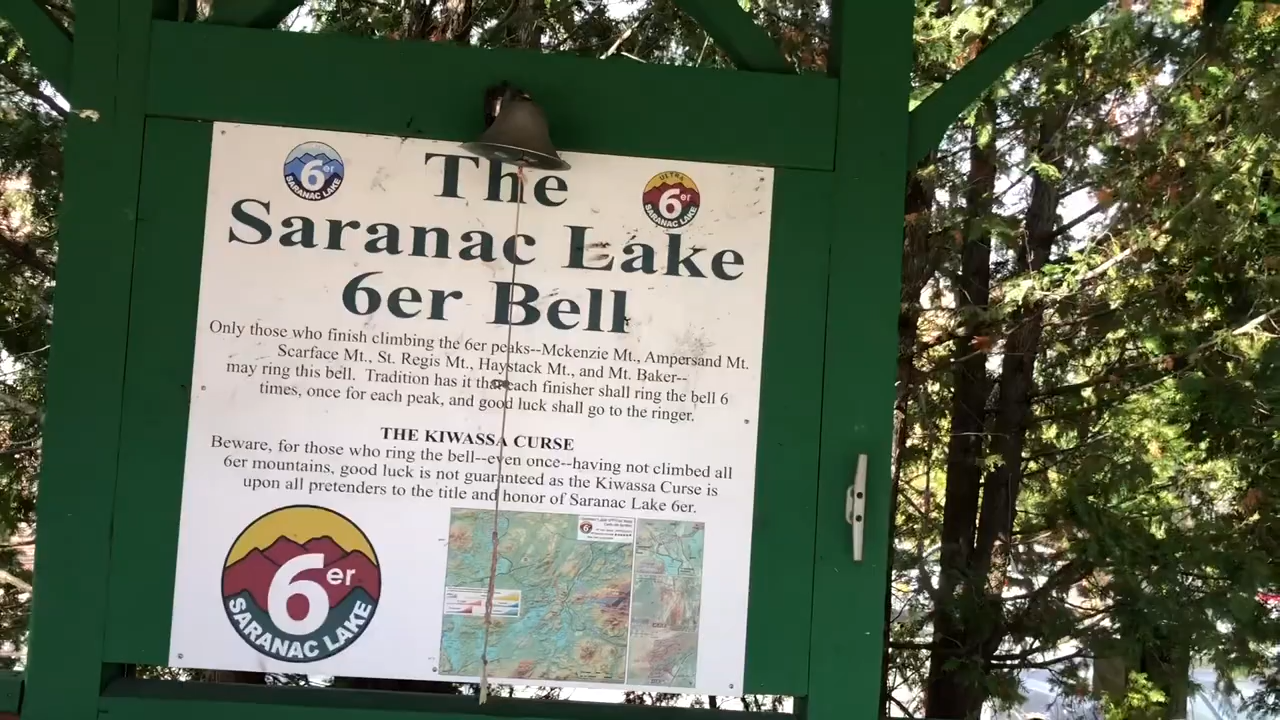 6er
SARANAC LAKE
ULTRA
6er
SARANAC LAKE
The
Saranac Lake
6er Bell
Only those who finish climbing the 6er peaks--Mckenzie Mt., Ampersand Mt.
Scarface Mt., St. Regis Mt., Haystack Mt., and Mt. Baker--
may ring this bell. Tradition has it that each finisher shall ring the bell 6
times, once for each peak, and good luck shall go to the ringer.
THE KIWASSA CURSE
Beware, for those who ring the bell--even once--having not climbed all
6er mountains, good luck is not guaranteed as the Kiwassa Curse is
upon all pretenders to the title and honor of Saranac Lake 6er.
6er
SARANAC LAKE